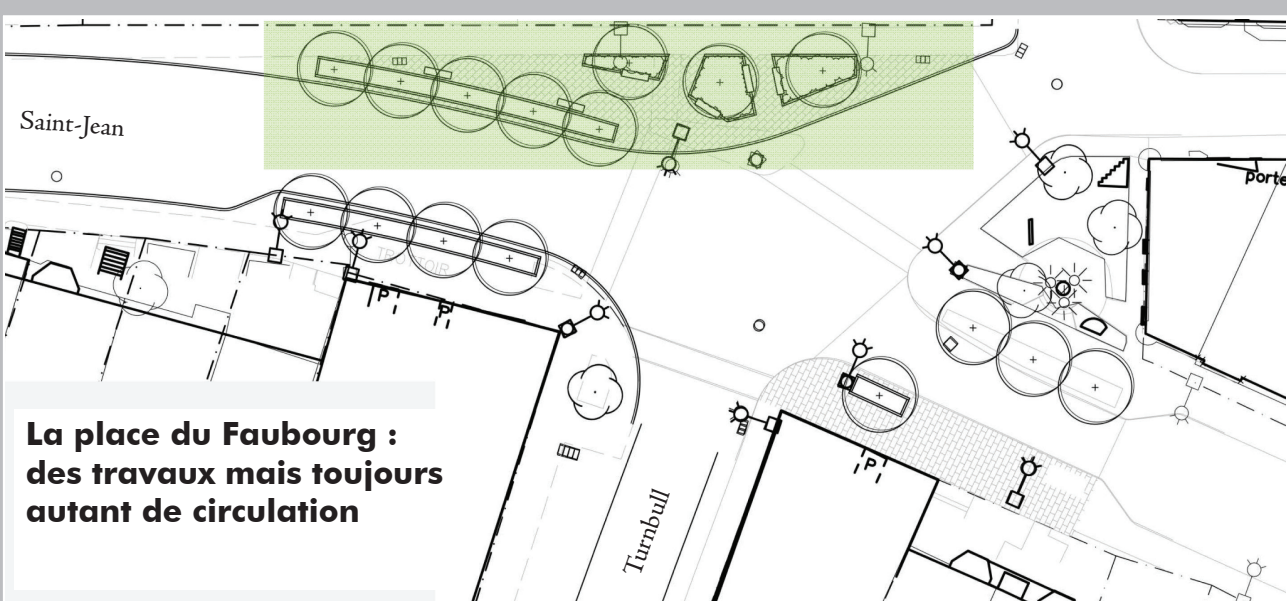 Saint-Jean
porte
TROTTOIR
P
P
P
La place du Faubourg :
des travaux mais toujours
autant de circulation
Turnbull